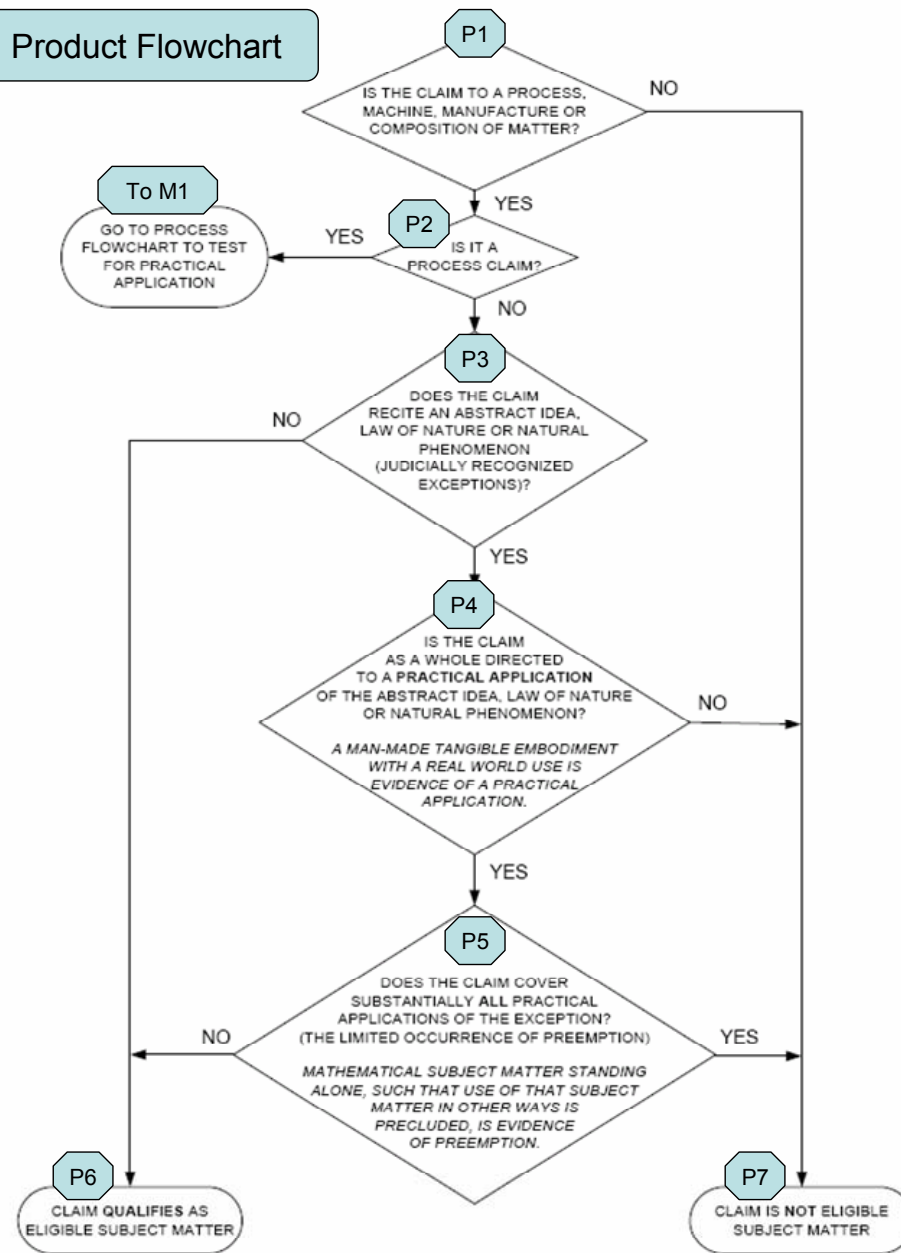 Product Flowchart
P1
IS THE CLAIM TO A PROCESS,
MACHINE, MANUFACTURE OR
COMPOSITION OF MATTER?
NO
YES
To M1
GO TO PROCESS
FLOWCHART TO TEST
FOR PRACTICAL
APPLICATION
YES
P2
IS IT A
PROCESS CLAIM?
NO
P3
DOES THE CLAIM
RECITE AN ABSTRACT IDEA,
LAW OF NATURE OR NATURAL
PHENOMENON
(JUDICIALLY RECOGNIZED
EXCEPTIONS)?
NO
YES
P4
IS THE CLAIM
AS A WHOLE DIRECTED
TO A PRACTICAL APPLICATION
OF THE ABSTRACT IDEA, LAW OF NATURE
OR NATURAL PHENOMENON?
A MAN-MADE TANGIBLE EMBODIMENT
WITH A REAL WORLD USE IS
EVIDENCE OF A PRACTICAL
APPLICATION.
NO
YES
P5
DOES THE CLAIM COVER
SUBSTANTIALLY ALL PRACTICAL
APPLICATIONS OF THE EXCEPTION?
(THE LIMITED OCCURRENCE OF PREEMPTION)
MATHEMATICAL SUBJECT MATTER STANDING
ALONE, SUCH THAT USE OF THAT SUBJECT
MATTER IN OTHER WAYS IS
PRECLUDED, IS EVIDENCE
OF PREEMPTION.
NO
YES
P6
CLAIM QUALIFIES AS
ELIGIBLE SUBJECT MATTER
P7
CLAIM IS NOT ELIGIBLE
SUBJECT MATTER